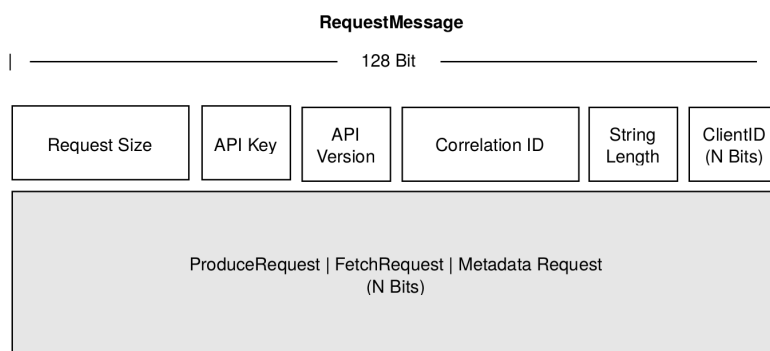 RequestMessage
128 Bit
Request Size
API Key
API
Version
Correlation ID
String
Length
ClientID
(N Bits)
ProduceRequest | FetchRequest | Metadata Request
(N Bits)